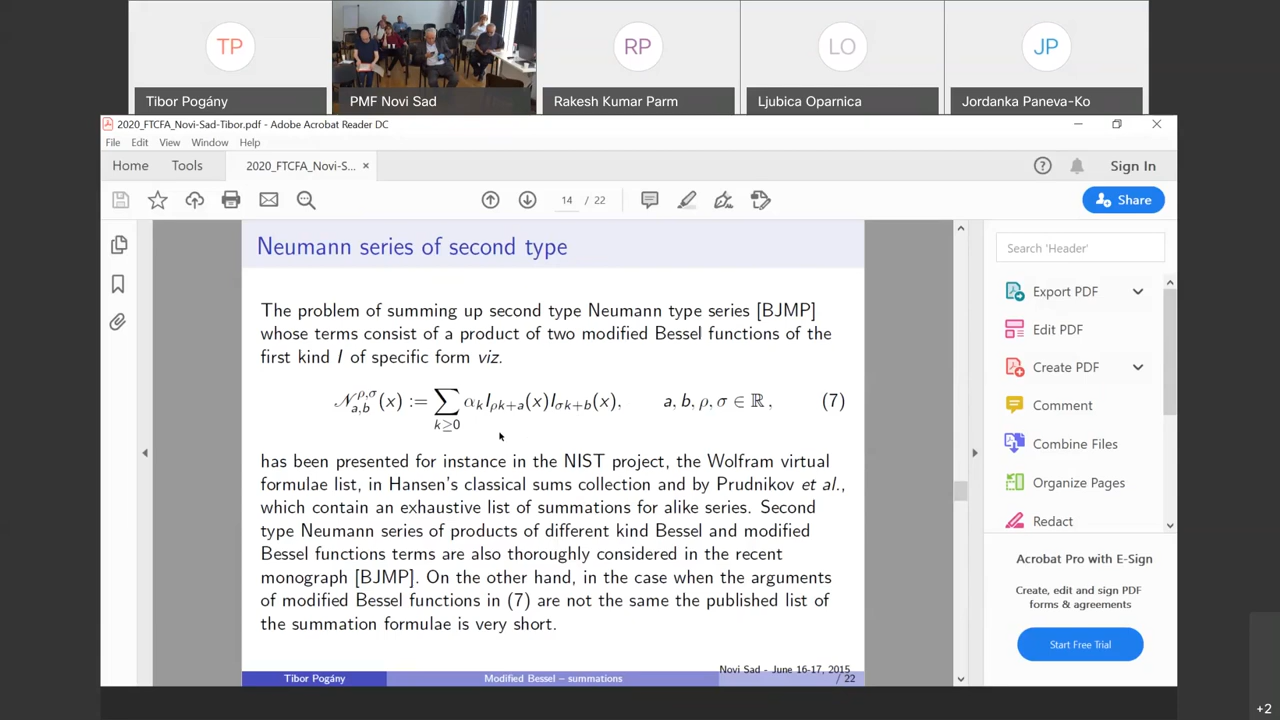 TP
RP
LO
JP
Tibor Pogány
PMF Novi Sad
Rakesh Kumar Parm
Ljubica Oparnica
Jordanka Paneva-Ko
2020_FTCFA_Novi-Sad-Tibor.pdf - Adobe Acrobat Reader DC
File Edit View Window Help
Home Tools 2020_FTCFA_Novi-S... × Sign In
14 / 22 Share
Neumann series of second type
The problem of summing up second type Neumann type series [BJMP]
whose terms consist of a product of two modified Bessel functions of the
first kind I of specific form viz.
𝒩_{a,b}^{ρ,σ}(x) := ∑_{k≥0} α_k I_{ρk+a}(x) I_{σk+b}(x), a, b, ρ, σ ∈ ℝ, (7)
has been presented for instance in the NIST project, the Wolfram virtual
formulae list, in Hansen's classical sums collection and by Prudnikov et al.,
which contain an exhaustive list of summations for alike series. Second
type Neumann series of products of different kind Bessel and modified
Bessel functions terms are also thoroughly considered in the recent
monograph [BJMP]. On the other hand, in the case when the arguments
of modified Bessel functions in (7) are not the same the published list of
the summation formulae is very short.
Novi Sad - June 16-17, 2015
Tibor Pogány Modified Bessel – summations / 22
Search 'Header'
Export PDF
Edit PDF
Create PDF
Comment
Combine Files
Organize Pages
Redact
Acrobat Pro with E-Sign
Create, edit and sign PDF
forms & agreements
Start Free Trial
+2